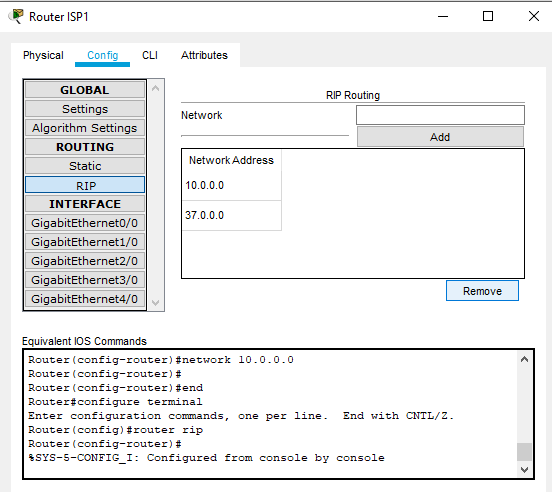 Router ISP1
Physical Config CLI Attributes
GLOBAL
Settings
Algorithm Settings
ROUTING
Static
RIP
INTERFACE
GigabitEthernet0/0
GigabitEthernet1/0
GigabitEthernet2/0
GigabitEthernet3/0
GigabitEthernet4/0
RIP Routing
Network
Add
Network Address
10.0.0.0
37.0.0.0
Remove
Equivalent IOS Commands
Router(config-router)#network 10.0.0.0
Router(config-router)#
Router(config-router)#end
Router#configure terminal
Enter configuration commands, one per line.  End with CNTL/Z.
Router(config)#router rip
Router(config-router)#
%SYS-5-CONFIG_I: Configured from console by console